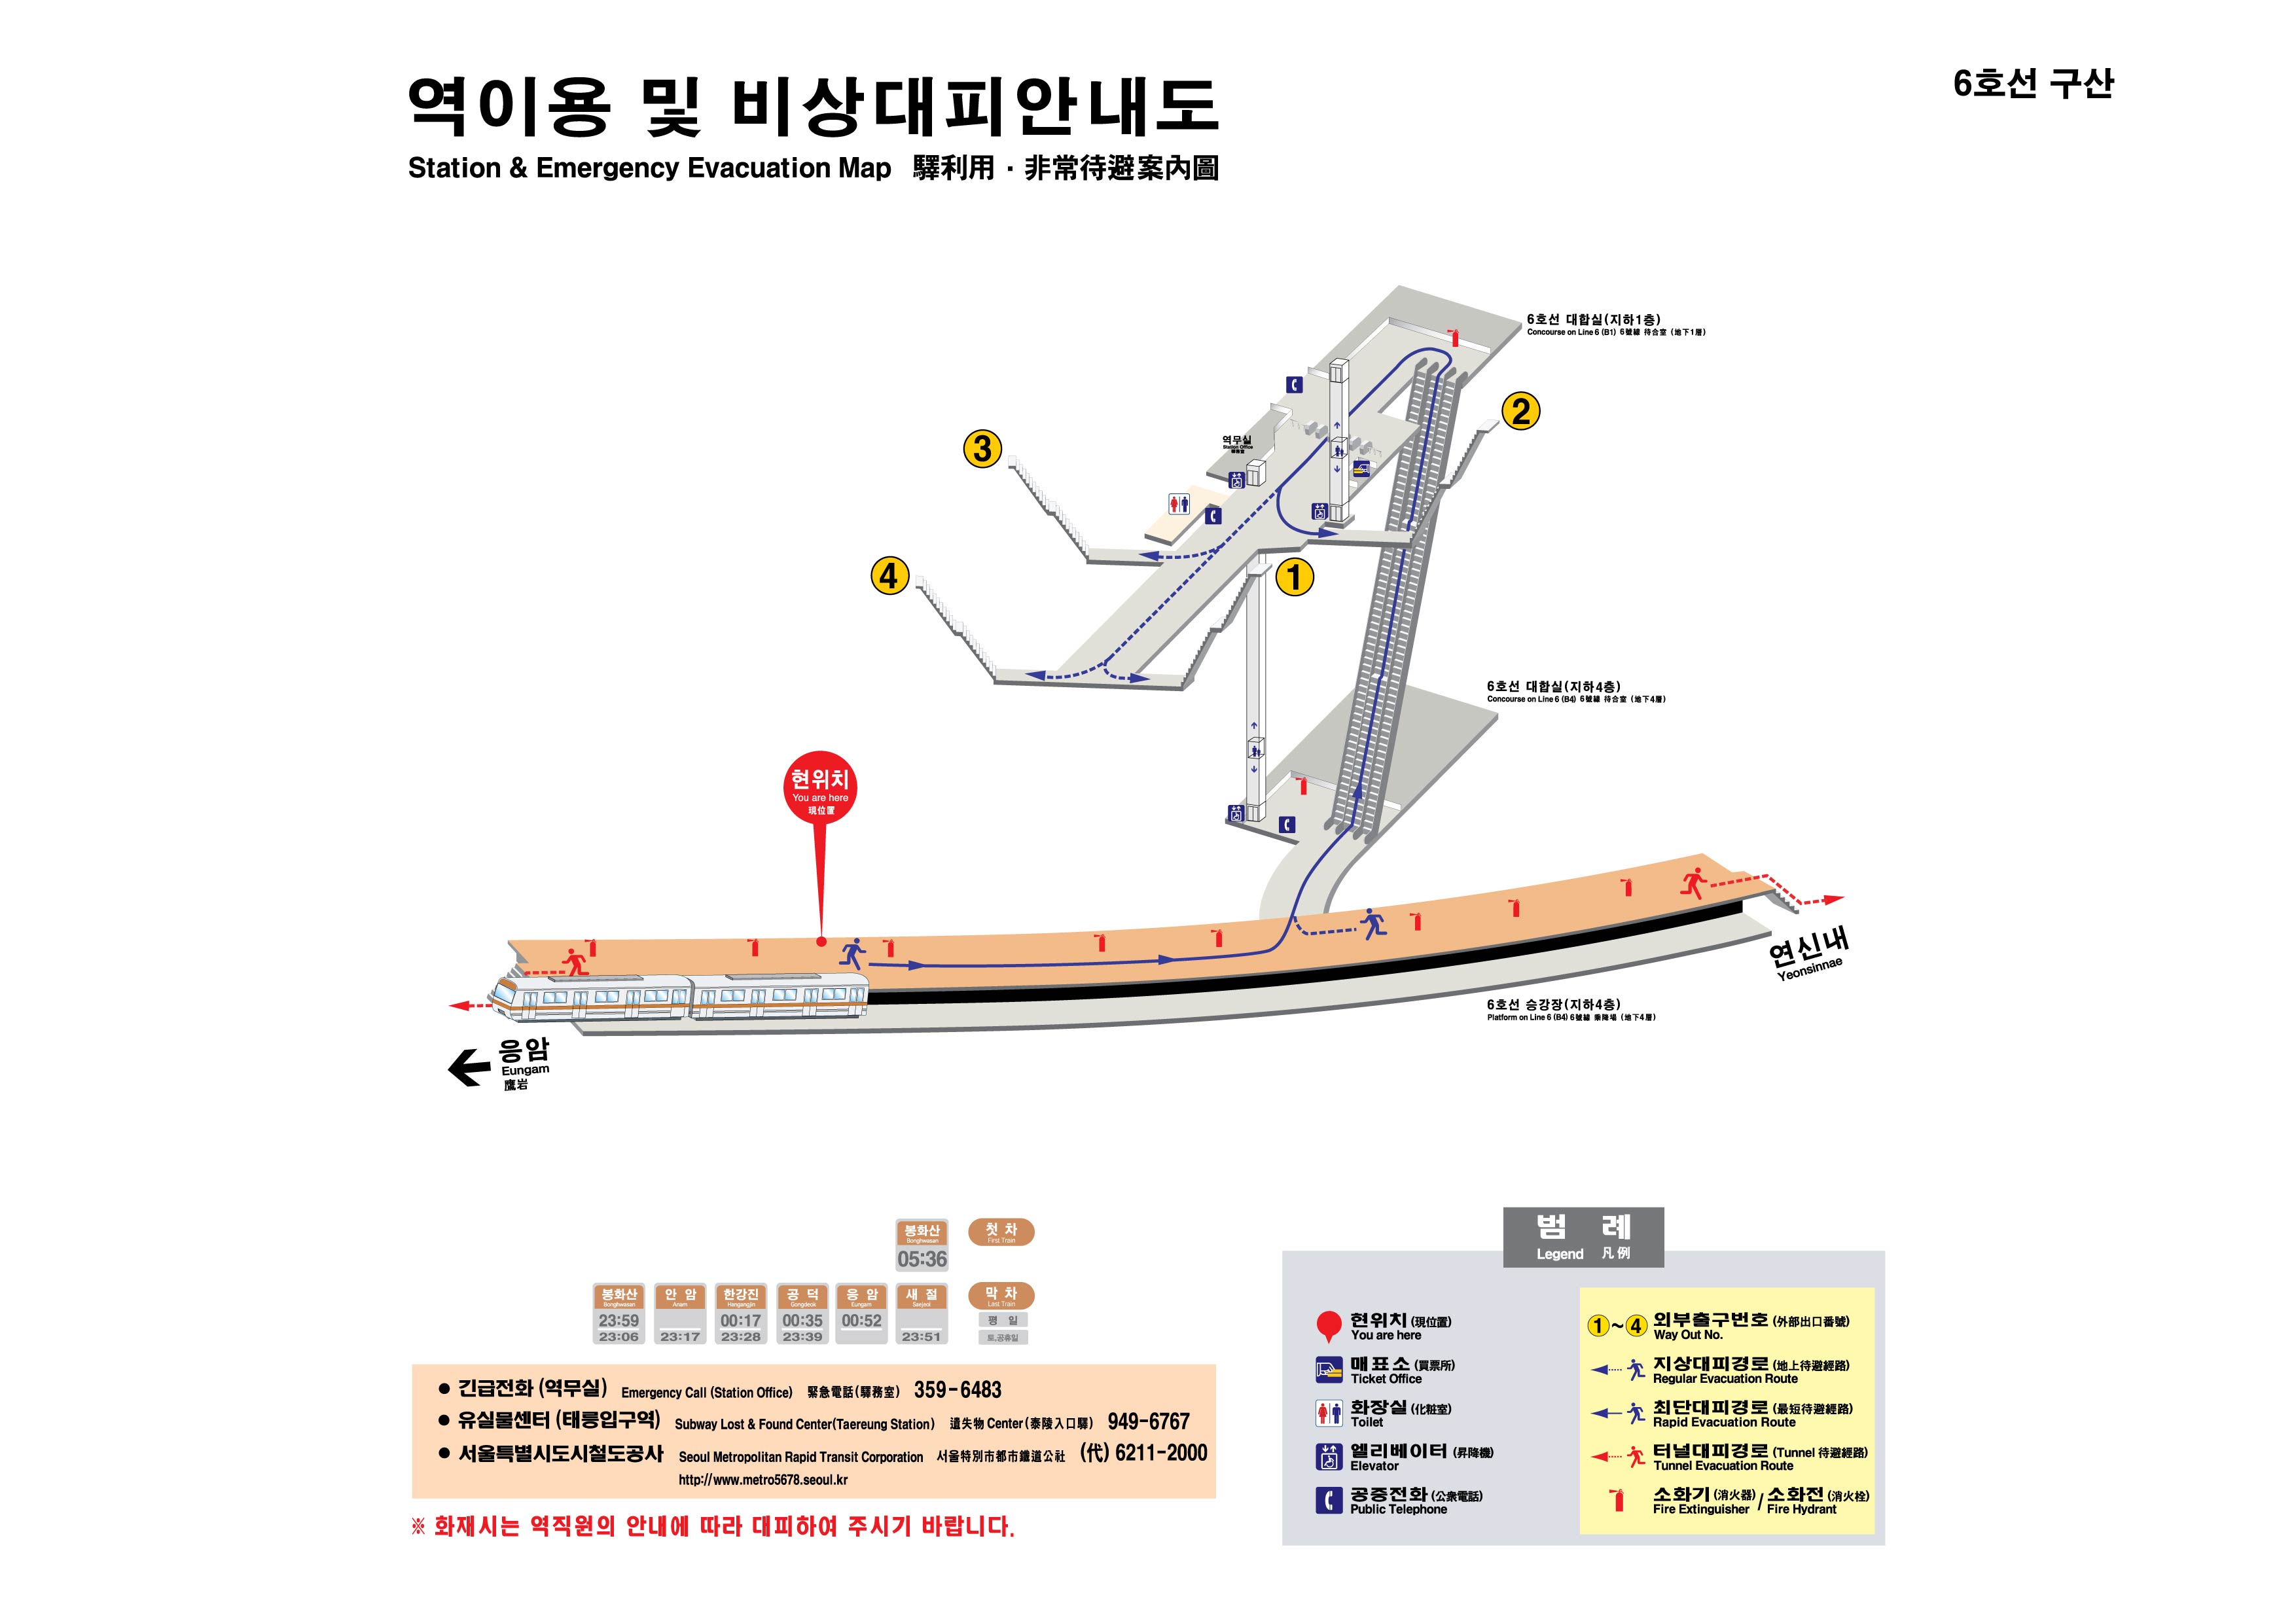 역이용 및 비상대피안내도
Station & Emergency Evacuation Map 驛利用 · 非常待避案內圖
6호선 구산
6호선 대합실(지하1층)
Concourse on Line 6 (B1) 6號線 待合室 (地下1層)
2
3
역무실
Station Office
驛務室
4
1
6호선 대합실(지하4층)
Concourse on Line 6 (B4) 6號線 待合室 (地下4層)
현위치
You are here
現位置
연신내
Yeonsinnae
6호선 승강장(지하4층)
Platform on Line 6 (B4) 6號線 乘降場 (地下4層)
응암
Eungam
鷹岩
봉화산
Bonghwasan
05:36
첫 차
First Train
봉화산
Bonghwasan
23:59
23:06
안 암
Anam
23:17
한강진
Hangangjin
00:17
23:28
공 덕
Gongdeok
00:35
23:39
응 암
Eungam
00:52
새 절
Saejeol
23:51
막 차
Last Train
평 일
토,공휴일
● 긴급전화 (역무실) Emergency Call (Station Office) 緊急電話(驛務室) 359-6483
● 유실물센터 (태릉입구역) Subway Lost & Found Center(Taereung Station) 遺失物 Center(泰陵入口驛) 949-6767
● 서울특별시도시철도공사 Seoul Metropolitan Rapid Transit Corporation 서울特別市都市鐵道公社 (代) 6211-2000
http://www.metro5678.seoul.kr
※ 화재시는 역직원의 안내에 따라 대피하여 주시기 바랍니다.
범 례
Legend 凡例
현위치 (現位置)
You are here
매표소 (買票所)
Ticket Office
화장실 (化粧室)
Toilet
엘리베이터 (昇降機)
Elevator
공중전화 (公衆電話)
Public Telephone
1~4 외부출구번호 (外部出口番號)
Way Out No.
지상대피경로 (地上待避經路)
Regular Evacuation Route
최단대피경로 (最短待避經路)
Rapid Evacuation Route
터널대피경로 (Tunnel 待避經路)
Tunnel Evacuation Route
소화기 (消火器) / 소화전 (消火栓)
Fire Extinguisher / Fire Hydrant